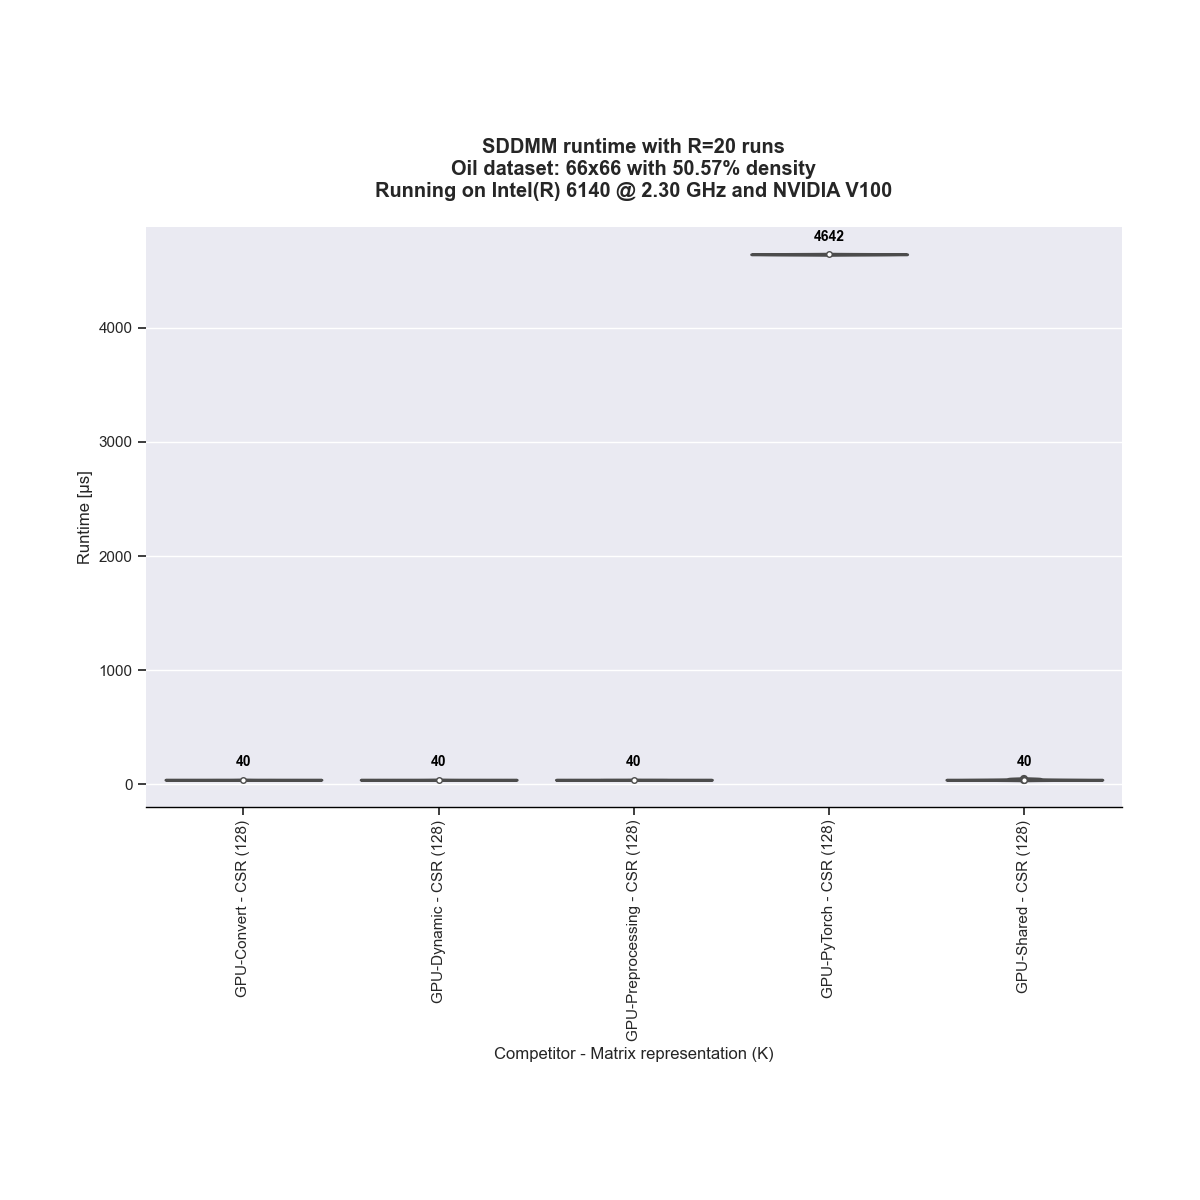 SDDMM runtime with R=20 runs
Oil dataset: 66x66 with 50.57% density
Running on Intel(R) 6140 @ 2.30 GHz and NVIDIA V100
4642
4000
3000
2000
1000
0
Runtime [µs]
40
40
40
40
GPU-Convert - CSR (128)
GPU-Dynamic - CSR (128)
GPU-Preprocessing - CSR (128)
GPU-PyTorch - CSR (128)
GPU-Shared - CSR (128)
Competitor - Matrix representation (K)